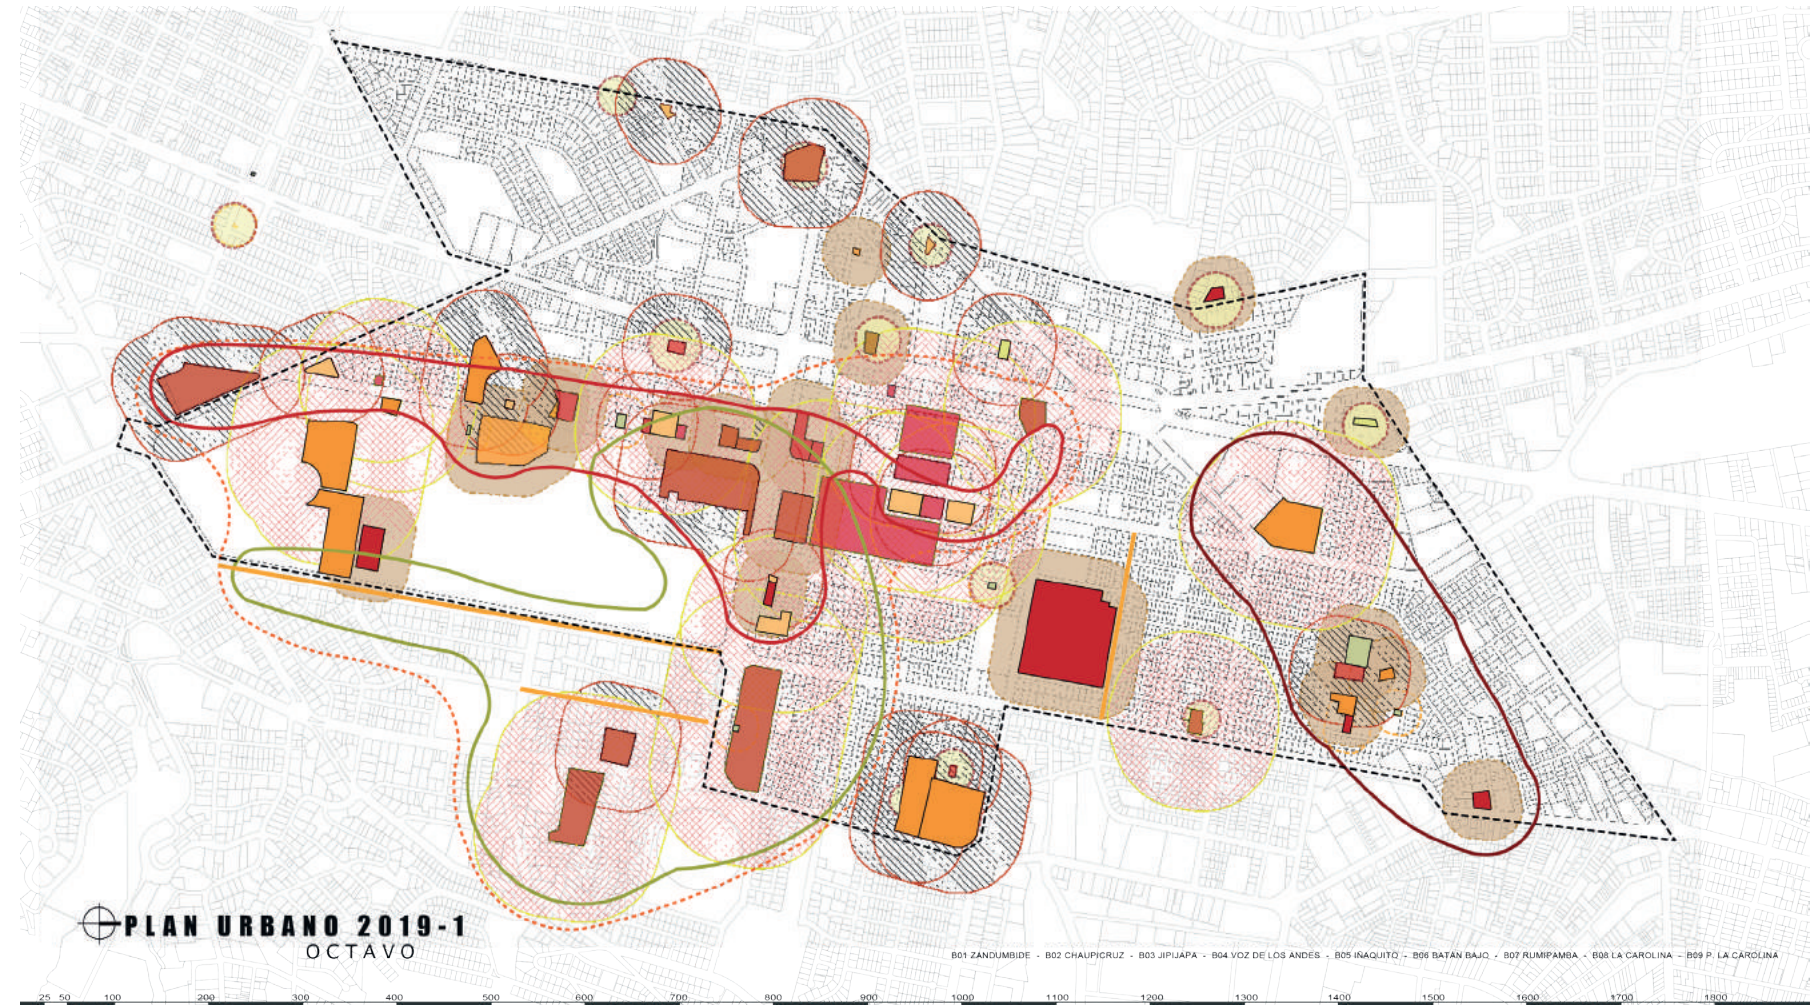 PLAN URBANO 2019-1
OCTAVO
B01 ZANDUMBIDE - B02 CHAUPICRUZ - B03 JIPIJAPA - B04 VOZ DE LOS ANDES - B05 IÑAQUITO - B06 BATÁN BAJO - B07 RUMIPAMBA - B08 LA CAROLINA - B09 P. LA CAROLINA
25 50 100 200 300 400 500 600 700 800 900 1000 1100 1200 1300 1400 1500 1600 1700 1800